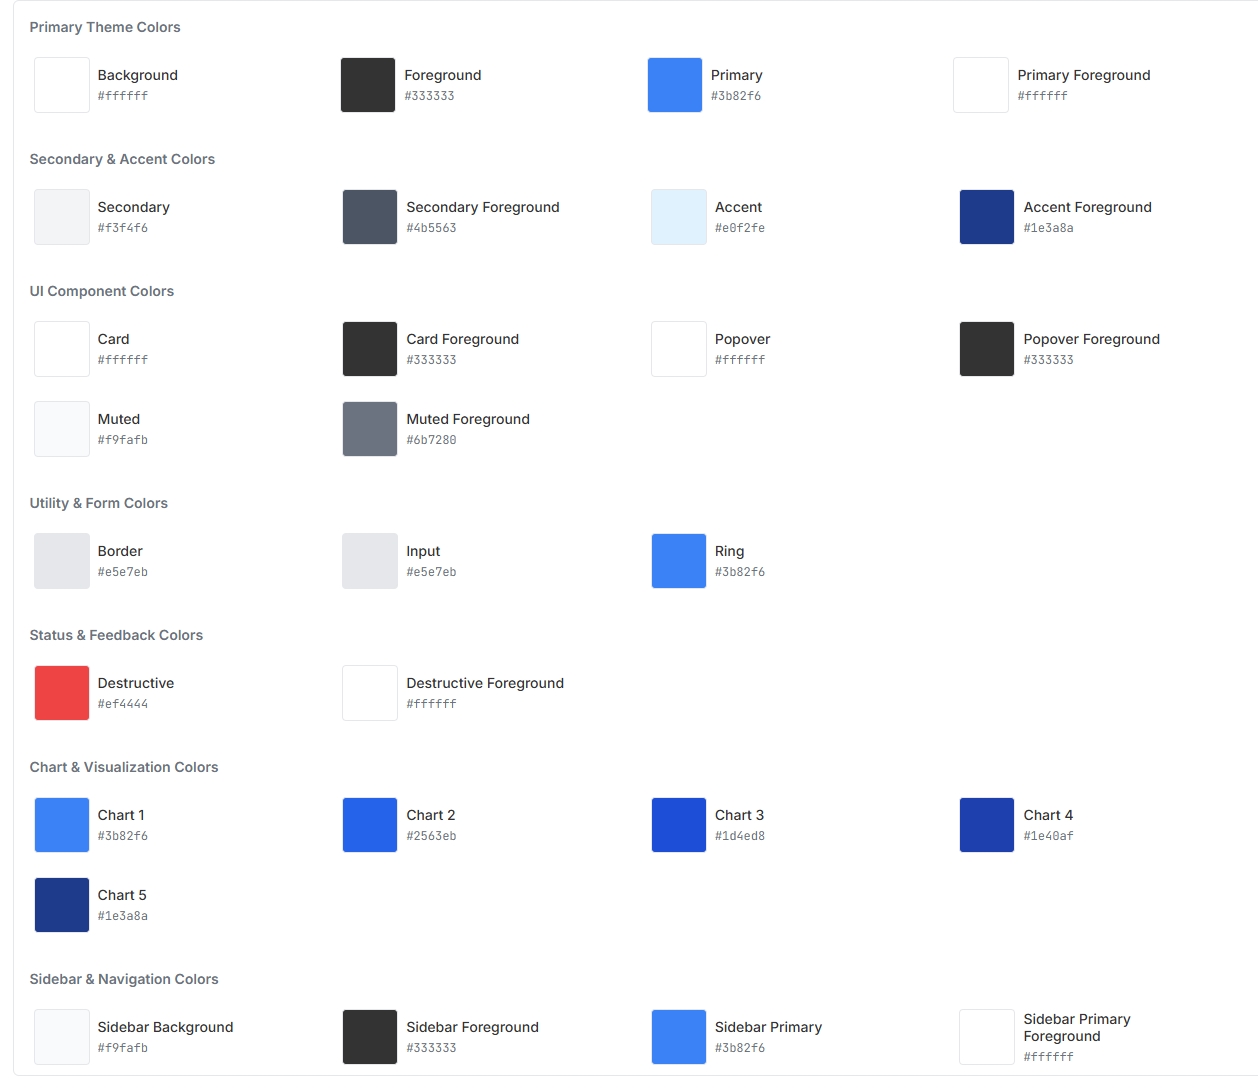 Primary Theme Colors
Background
#ffffff
Foreground
#333333
Primary
#3b82f6
Primary Foreground
#ffffff
Secondary & Accent Colors
Secondary
#f3f4f6
Secondary Foreground
#4b5563
Accent
#e0f2fe
Accent Foreground
#1e3a8a
UI Component Colors
Card
#ffffff
Card Foreground
#333333
Popover
#ffffff
Popover Foreground
#333333
Muted
#f9fafb
Muted Foreground
#6b7280
Utility & Form Colors
Border
#e5e7eb
Input
#e5e7eb
Ring
#3b82f6
Status & Feedback Colors
Destructive
#ef4444
Destructive Foreground
#ffffff
Chart & Visualization Colors
Chart 1
#3b82f6
Chart 2
#2563eb
Chart 3
#1d4ed8
Chart 4
#1e40af
Chart 5
#1e3a8a
Sidebar & Navigation Colors
Sidebar Background
#f9fafb
Sidebar Foreground
#333333
Sidebar Primary
#3b82f6
Sidebar Primary
Foreground
#ffffff